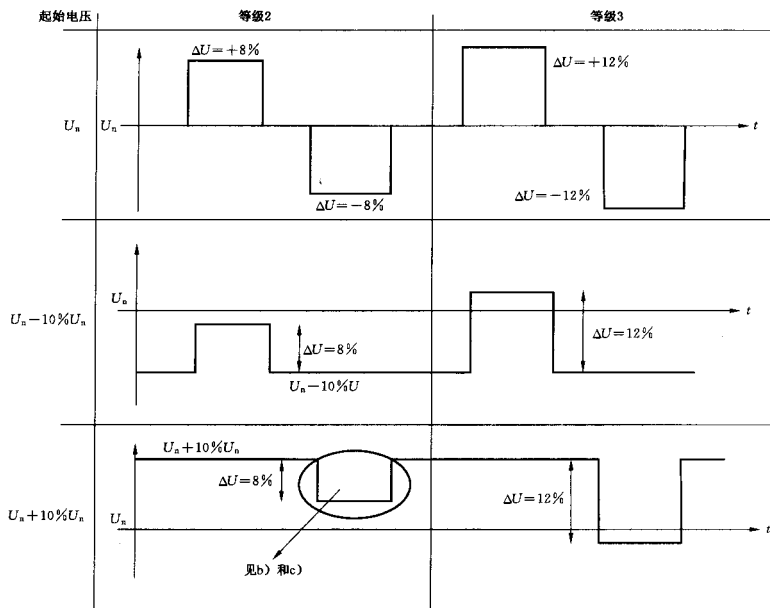 起始电压 等级2 等级3
ΔU=+8%
ΔU=+12%
Uₙ Uₙ t
ΔU=-8%
ΔU=-12%
Uₙ
t
Uₙ-10%Uₙ
ΔU=8%
ΔU=12%
Uₙ-10%U
Uₙ+10%Uₙ
ΔU=8%
ΔU=12%
Uₙ+10%Uₙ Uₙ
t
见b）和c）